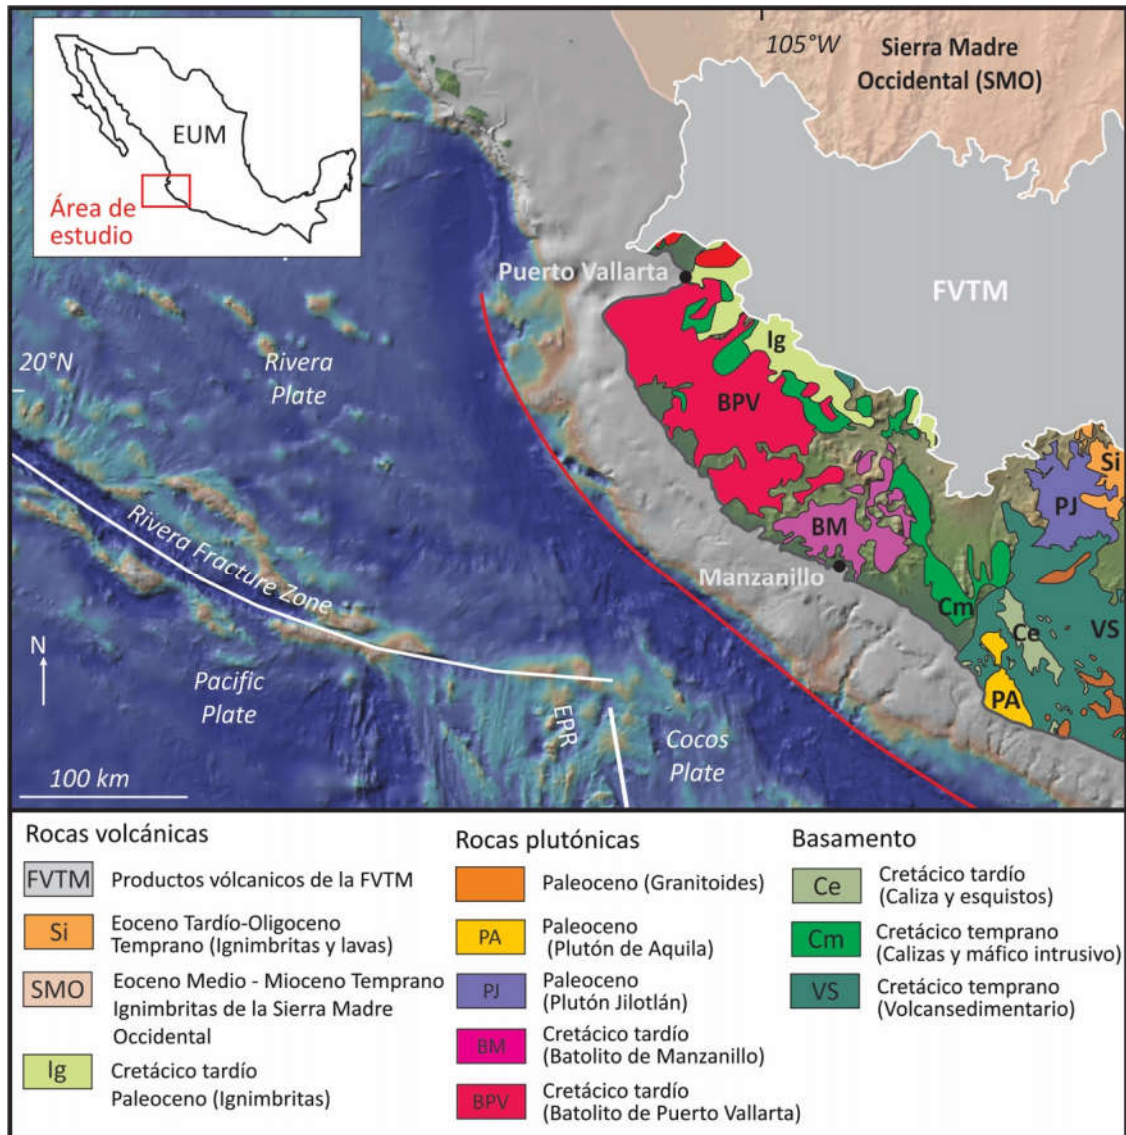 EUM
Área de
estudio
105°W
Sierra Madre
Occidental (SMO)
Puerto Vallarta
FVTM
20°N
Rivera
Plate
Ig
BPV
Si
PJ
BM
Rivera Fracture Zone
Manzanillo
Cm
Ce
VS
N
Pacific
Plate
PA
EPR
Cocos
Plate
100 km
Rocas volcánicas
FVTM
Productos vólcanicos de la FVTM
Si
Eoceno Tardío-Oligoceno
Temprano (Ignimbritas y lavas)
SMO
Eoceno Medio - Mioceno Temprano
Ignimbritas de la Sierra Madre
Occidental
Ig
Cretácico tardío
Paleoceno (Ignimbritas)
Rocas plutónicas
Paleoceno (Granitoides)
PA
Paleoceno
(Plutón de Aquila)
PJ
Paleoceno
(Plutón Jilotlán)
BM
Cretácico tardío
(Batolito de Manzanillo)
BPV
Cretácico tardío
(Batolito de Puerto Vallarta)
Basamento
Ce
Cretácico tardío
(Caliza y esquistos)
Cm
Cretácico temprano
(Calizas y máfico intrusivo)
VS
Cretácico temprano
(Volcansedimentario)